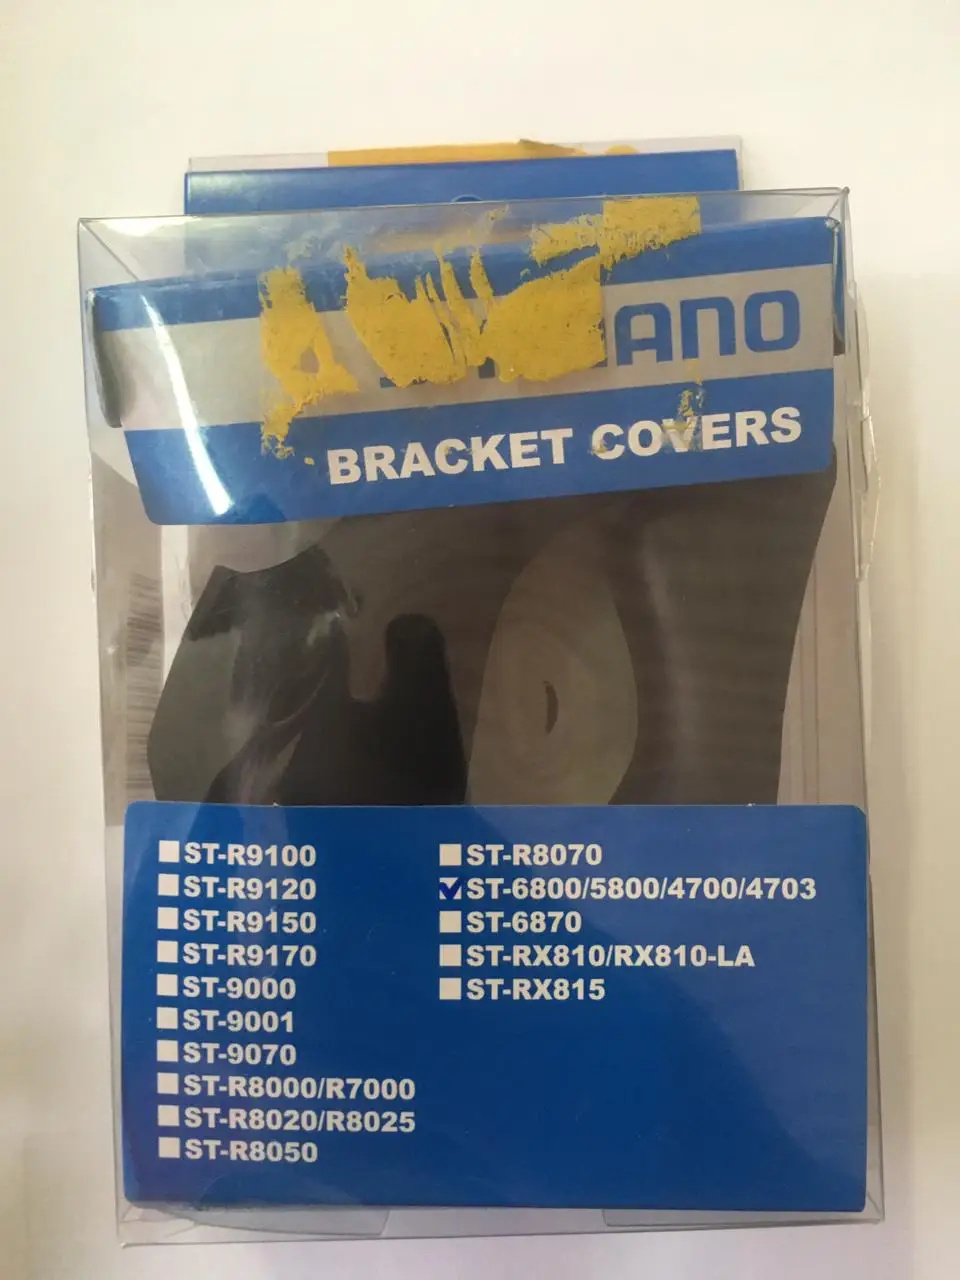 ANO
BRACKET COVERS
ST-R9100
ST-R9120
ST-R9150
ST-R9170
ST-9000
ST-9001
ST-9070
ST-R8000/R7000
ST-R8020/R8025
ST-R8050
ST-R8070
ST-6800/5800/4700/4703
ST-6870
ST-RX810/RX810-LA
ST-RX815